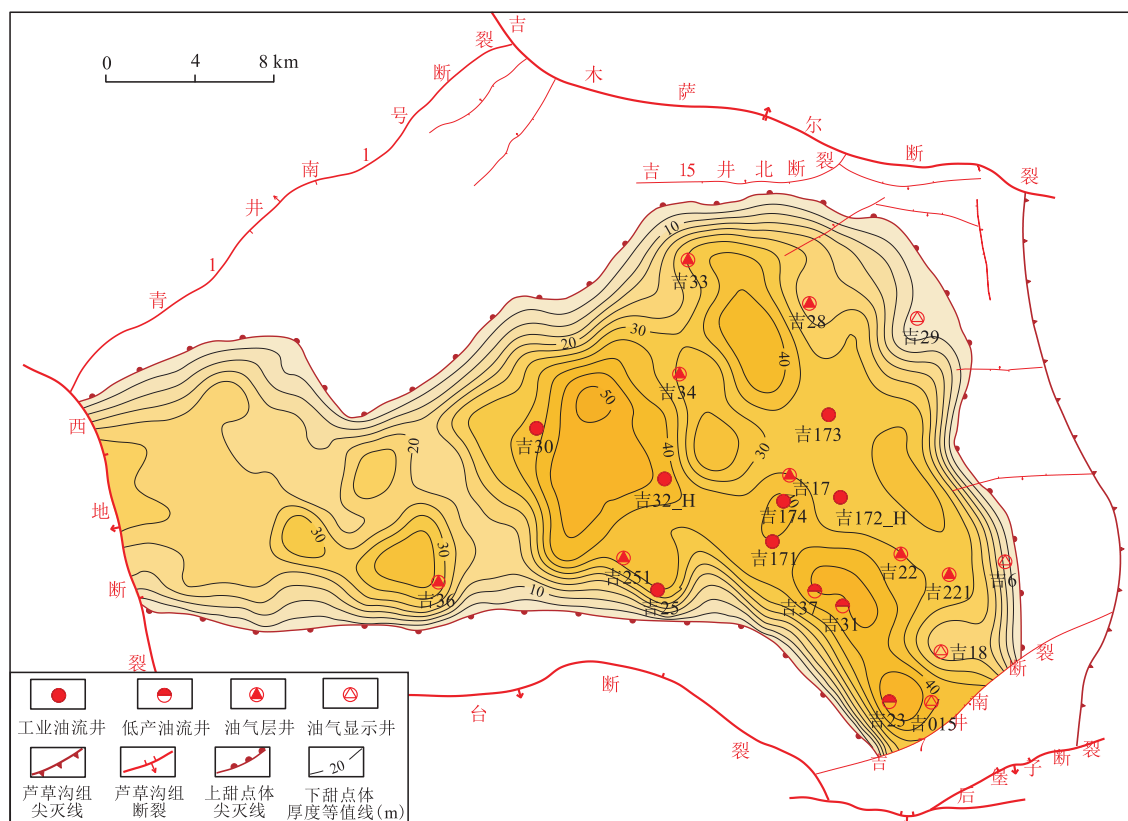 0 4 8 km
吉木萨尔断裂
青1井南1号断裂
吉15井北断裂
西地断裂
10
20
30
40
50
20
30
30
10
40
30
40
吉33
吉28
吉29
吉34
吉30
吉173
吉32_H
吉17
吉174
吉172_H
吉171
吉251
吉25
吉36
吉22
吉221
吉6
吉37
吉31
吉18
吉23
吉015
吉7井南断裂
台断裂
后堡子断裂
工业油流井 低产油流井 油气层井 油气显示井
芦草沟组 芦草沟组 上甜点体 下甜点体
尖灭线 断裂 尖灭线 厚度等值线(m)
20